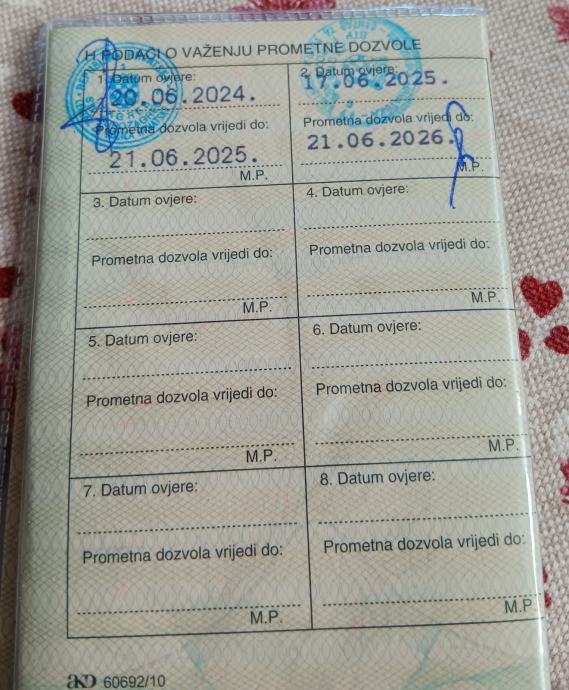 H PODACI O VAŽENJU PROMETNE DOZVOLE
1. Datum ovjere:
20.06.2024.
Prometna dozvola vrijedi do:
21.06.2025.
M.P.
2. Datum ovjere:
17.06.2025.
Prometna dozvola vrijedi do:
21.06.2026.
M.P.
3. Datum ovjere:
Prometna dozvola vrijedi do:
M.P.
4. Datum ovjere:
Prometna dozvola vrijedi do:
M.P.
5. Datum ovjere:
Prometna dozvola vrijedi do:
M.P.
6. Datum ovjere:
Prometna dozvola vrijedi do:
M.P.
7. Datum ovjere:
Prometna dozvola vrijedi do:
M.P.
8. Datum ovjere:
Prometna dozvola vrijedi do:
M.P
AKD 60692/10